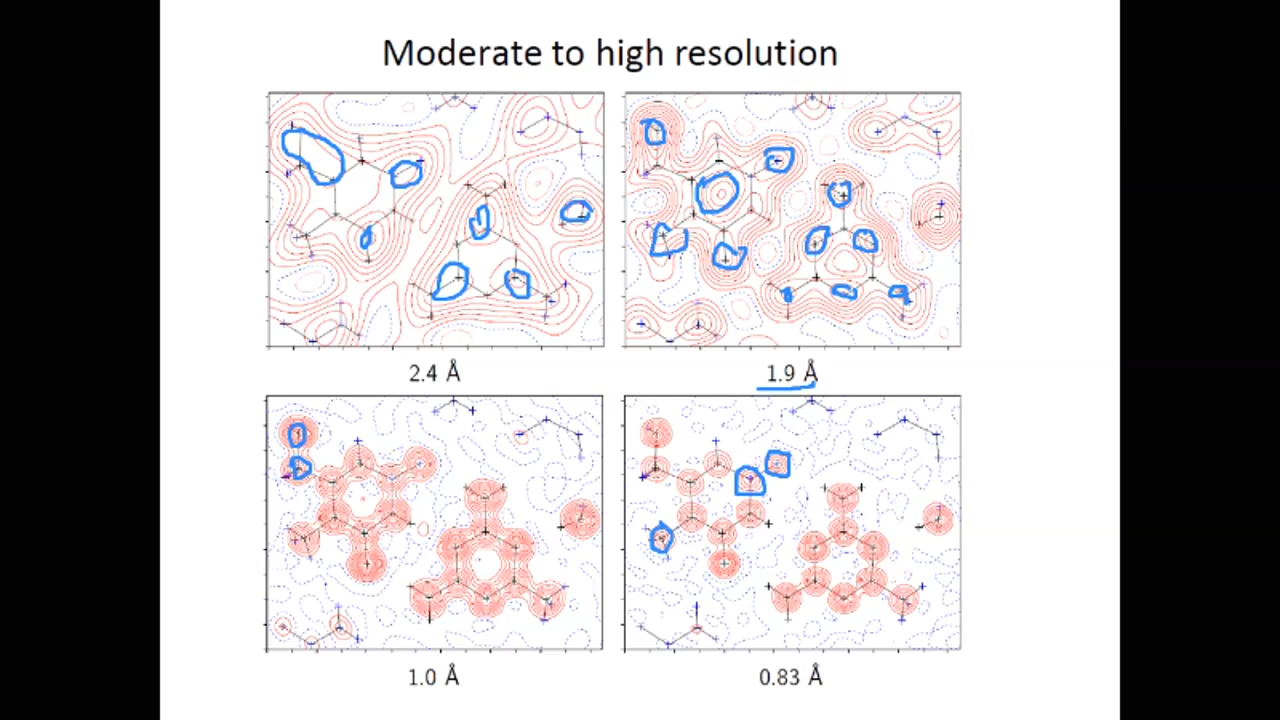 Moderate to high resolution
2.4 Å
1.9 Å
1.0 Å
0.83 Å